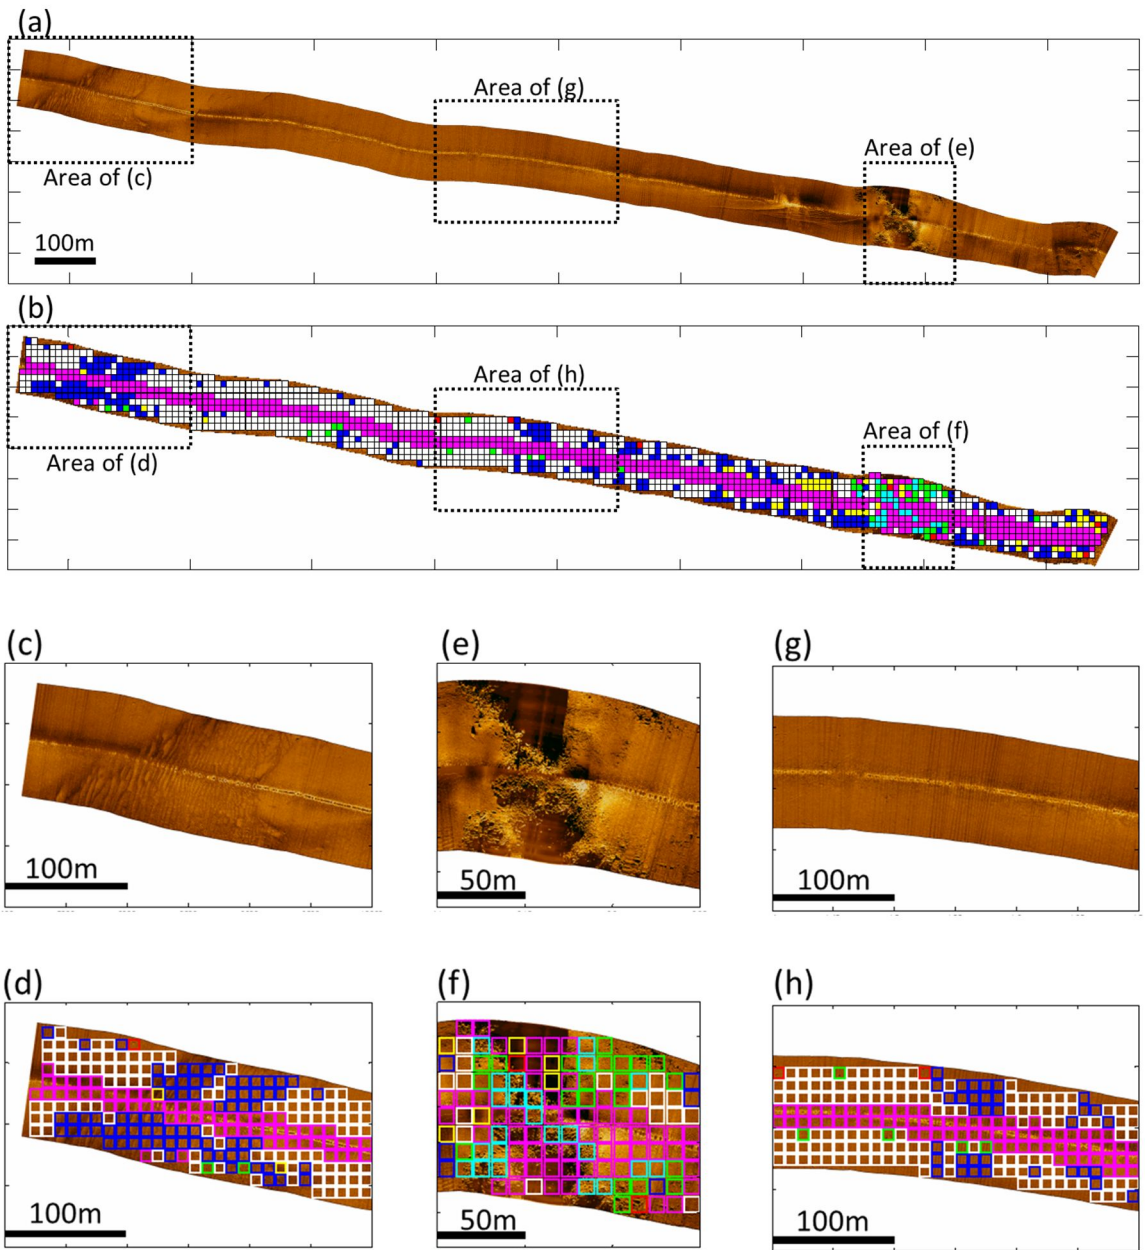 (a)
Area of (g)
Area of (e)
Area of (c)
100m
(b)
Area of (h)
Area of (f)
Area of (d)
(c)
(e)
(g)
100m
50m
100m
(d)
(f)
(h)
100m
50m
100m